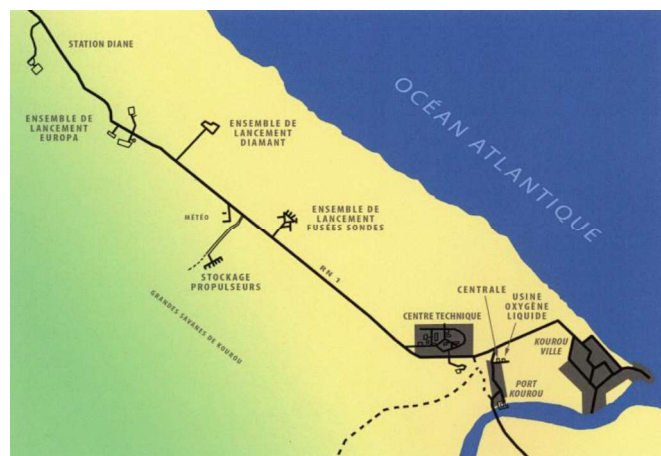 STATION DIANE
OCÉAN ATLANTIQUE
ENSEMBLE DE
LANCEMENT
EUROPA
ENSEMBLE DE
LANCEMENT
DIAMANT
MÉTÉO
ENSEMBLE DE
LANCEMENT
FUSÉES SONDES
STOCKAGE
PROPULSEURS
RN 1
GRANDES SAVANES DE KOUROU
CENTRALE
USINE
OXYGÈNE
LIQUIDE
CENTRE TECHNIQUE
KOUROU
VILLE
PORT
KOUROU